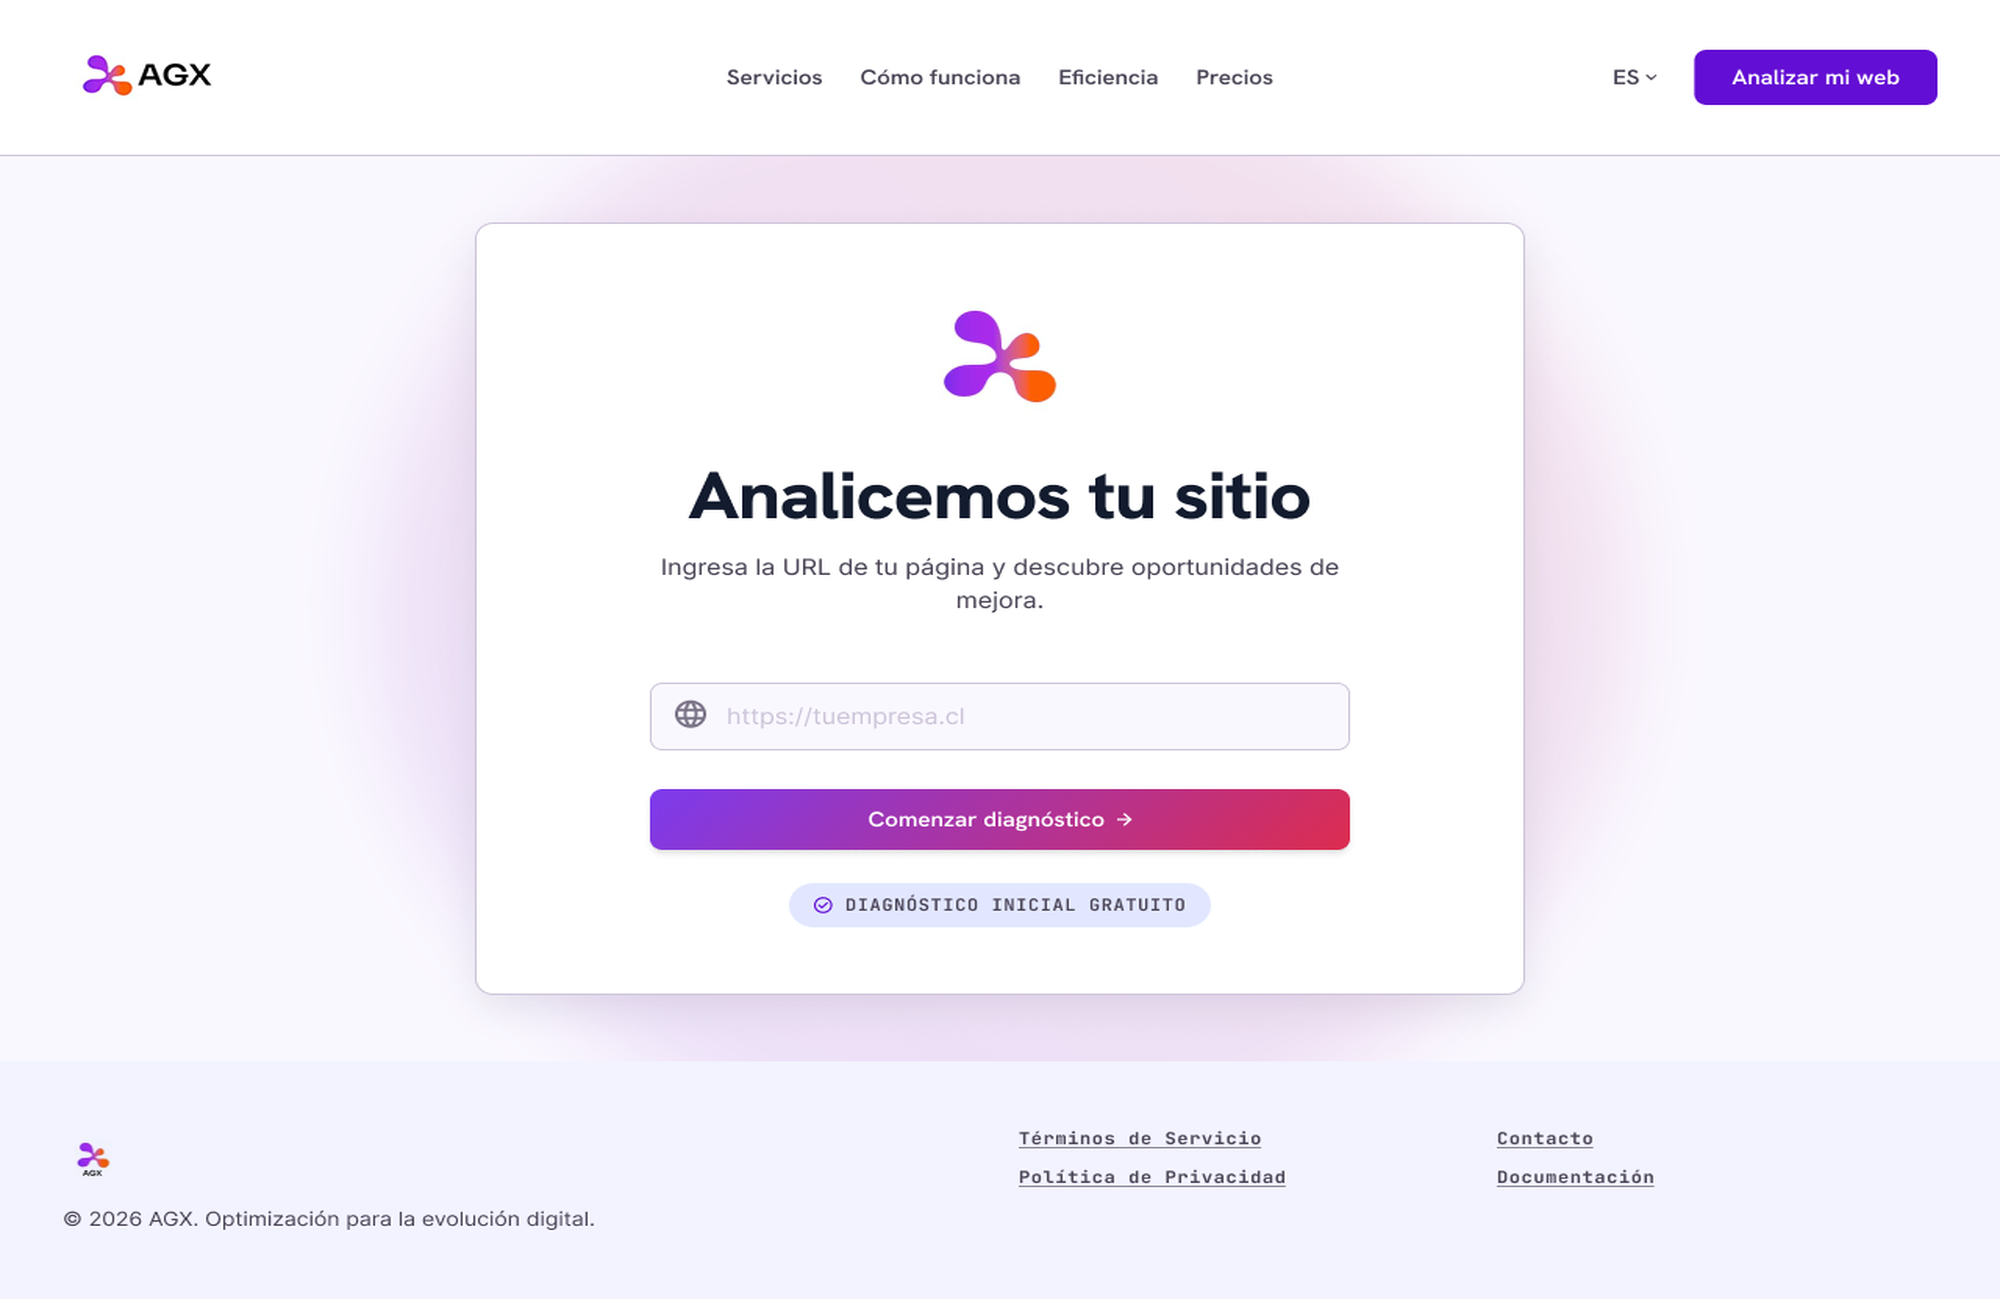 AGX
Servicios
Cómo funciona
Eficiencia
Precios
ES
Analizar mi web
Analicemos tu sitio
Ingresa la URL de tu página y descubre oportunidades de
mejora.
https://tuempresa.cl
Comenzar diagnóstico →
DIAGNÓSTICO INICIAL GRATUITO
AGX
© 2026 AGX. Optimización para la evolución digital.
Términos de Servicio
Política de Privacidad
Contacto
Documentación